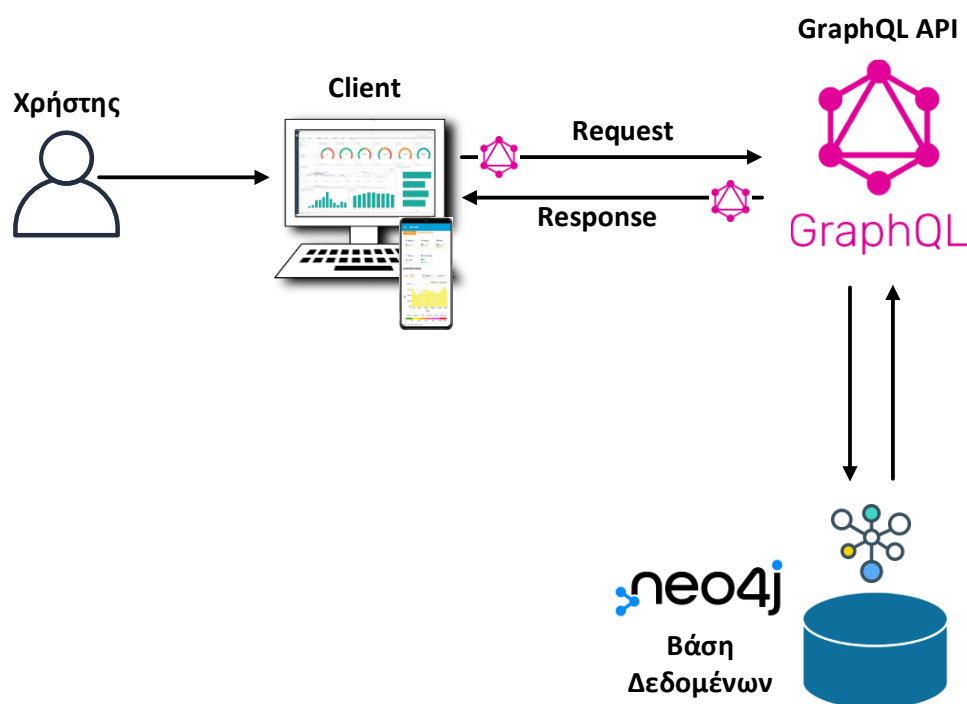 GraphQL API
Χρήστης
Client
Request
Response
GraphQL
neo4j
Βάση
Δεδομένων